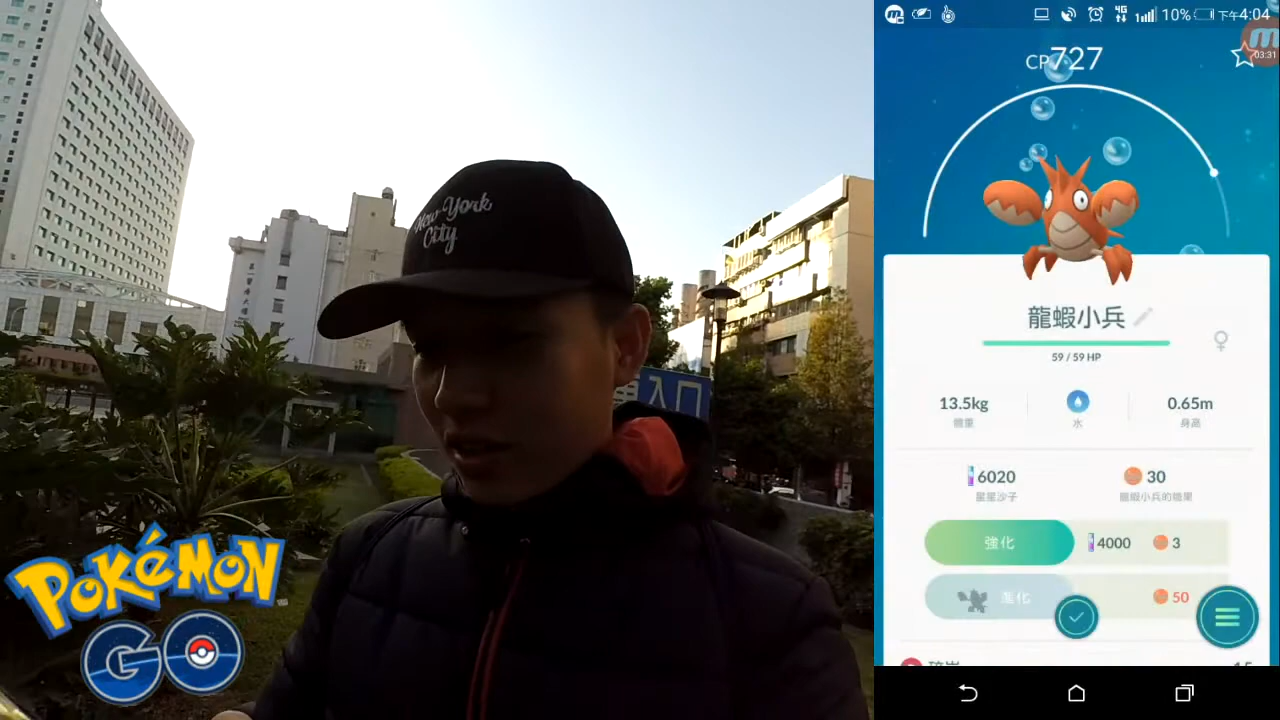 New York
City
入口
POKÉMON
GO
4G
10%
下午4:04
03:31
CP727
龍蝦小兵
59 / 59 HP
13.5kg
體重
水
0.65m
身高
6020
星星沙子
30
龍蝦小兵的糖果
強化
4000
3
進化
50